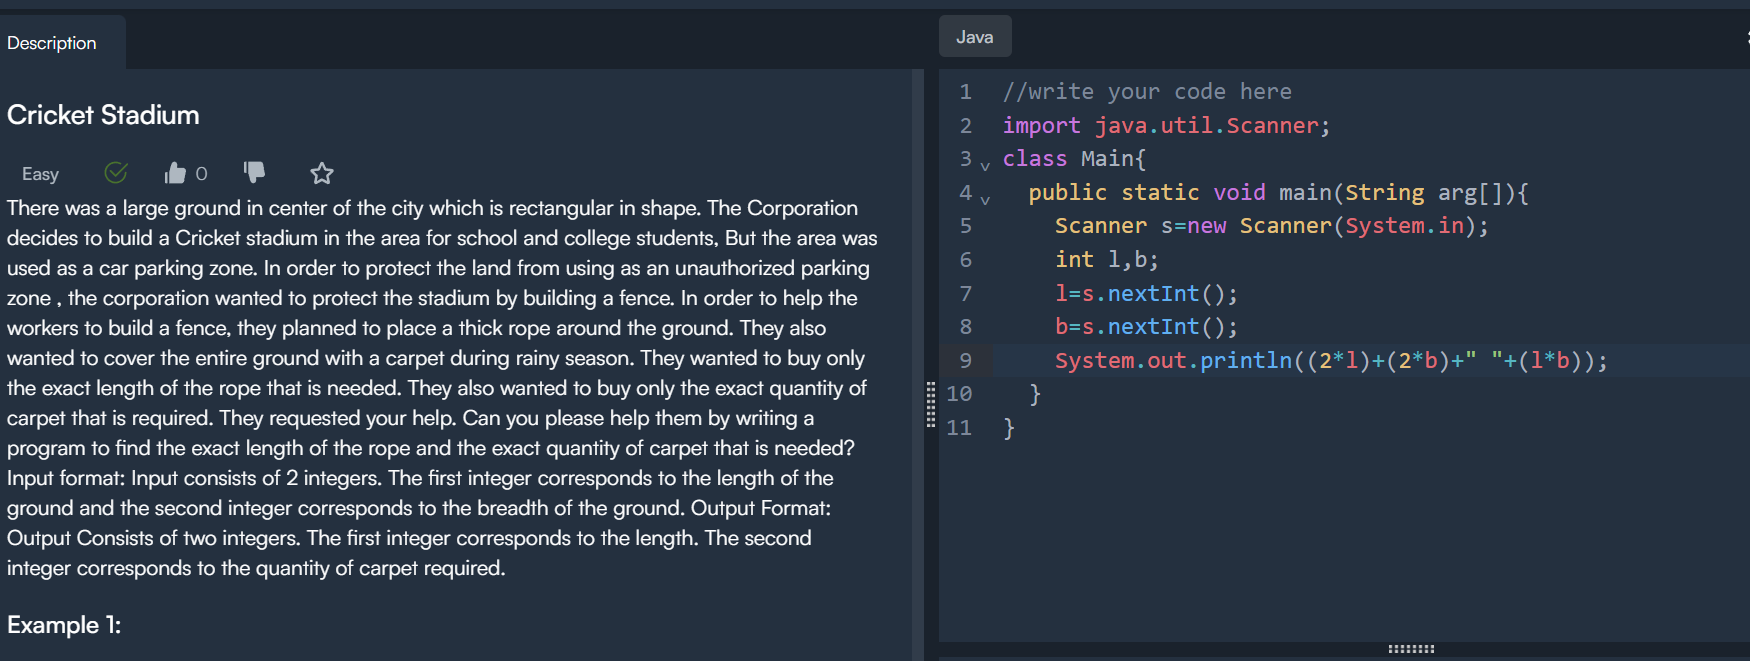 Description
Cricket Stadium
Easy
0
There was a large ground in center of the city which is rectangular in shape. The Corporation
decides to build a Cricket stadium in the area for school and college students, But the area was
used as a car parking zone. In order to protect the land from using as an unauthorized parking
zone , the corporation wanted to protect the stadium by building a fence. In order to help the
workers to build a fence, they planned to place a thick rope around the ground. They also
wanted to cover the entire ground with a carpet during rainy season. They wanted to buy only
the exact length of the rope that is needed. They also wanted to buy only the exact quantity of
carpet that is required. They requested your help. Can you please help them by writing a
program to find the exact length of the rope and the exact quantity of carpet that is needed?
Input format: Input consists of 2 integers. The first integer corresponds to the length of the
ground and the second integer corresponds to the breadth of the ground. Output Format:
Output Consists of two integers. The first integer corresponds to the length. The second
integer corresponds to the quantity of carpet required.
Example 1:
Java
1 //write your code here
2 import java.util.Scanner;
3 class Main{
4 public static void main(String arg[]){
5 Scanner s=new Scanner(System.in);
6 int l,b;
7 l=s.nextInt();
8 b=s.nextInt();
9 System.out.println((2*l)+(2*b)+" "+(l*b));
10 }
11 }